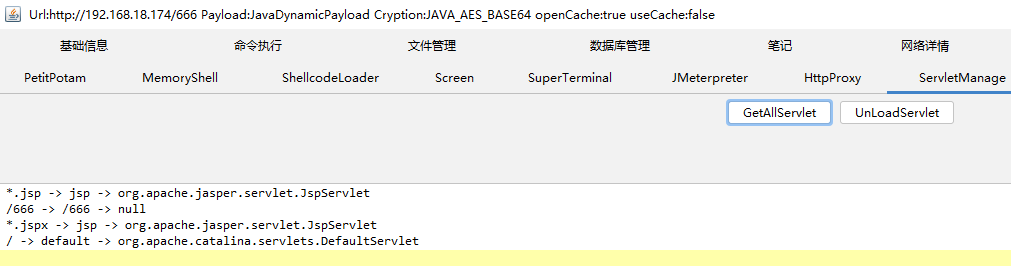 Url:http://192.168.18.174/666 Payload:JavaDynamicPayload Cryption:JAVA_AES_BASE64 openCache:true useCache:false
基础信息 命令执行 文件管理 数据库管理 笔记 网络详情
PetitPotam MemoryShell ShellcodeLoader Screen SuperTerminal JMeterpreter HttpProxy ServletManage
GetAllServlet UnLoadServlet
*.jsp -> jsp -> org.apache.jasper.servlet.JspServlet
/666 -> /666 -> null
*.jspx -> jsp -> org.apache.jasper.servlet.JspServlet
/ -> default -> org.apache.catalina.servlets.DefaultServlet